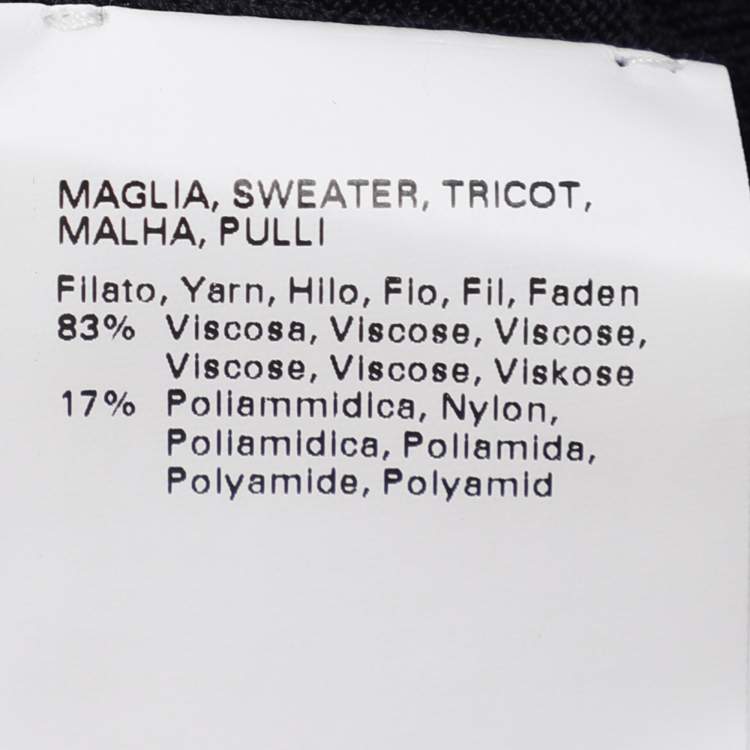 MAGLIA, SWEATER, TRICOT,
MALHA, PULLI
Filato, Yarn, Hilo, Fio, Fil, Faden
83% Viscosa, Viscose, Viscose,
Viscose, Viscose, Viskose
17% Poliammidica, Nylon,
Poliamidica, Poliamida,
Polyamide, Polyamid